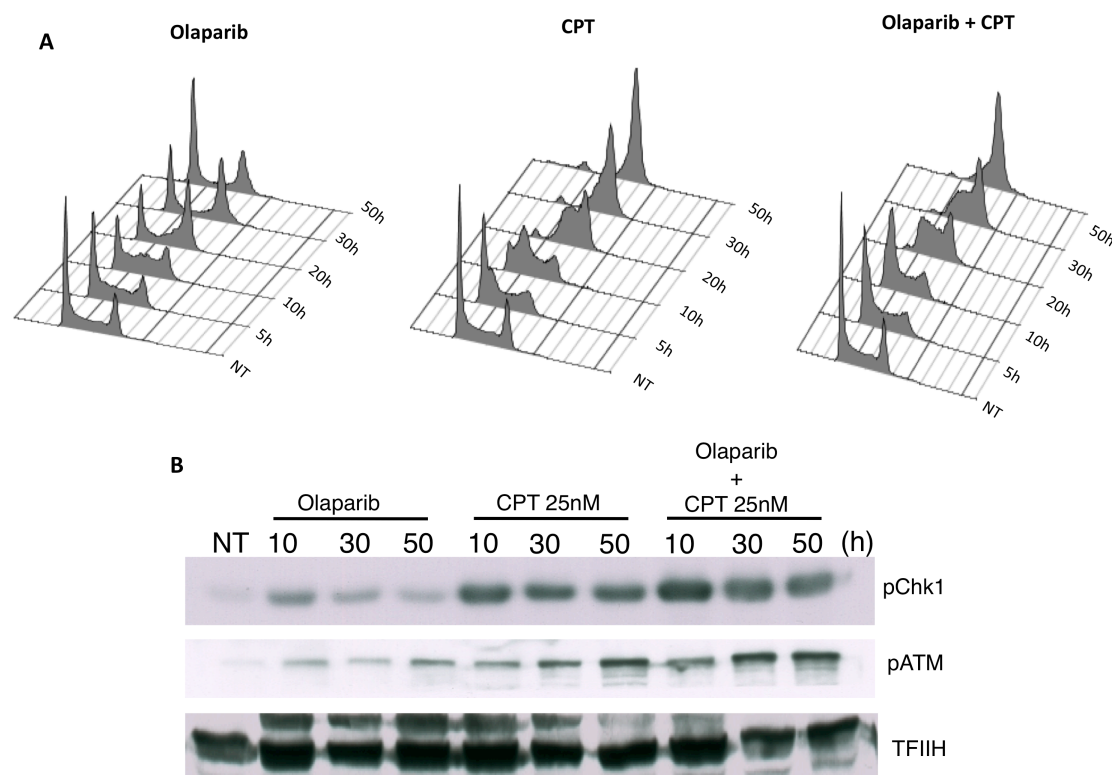 A
Olaparib
CPT
Olaparib + CPT
50h
30h
20h
10h
5h
NT
50h
30h
20h
10h
5h
NT
50h
30h
20h
10h
5h
NT
B
Olaparib
CPT 25nM
Olaparib
+
CPT 25nM
NT 10 30 50 10 30 50 10 30 50 (h)
pChk1
pATM
TFIIH